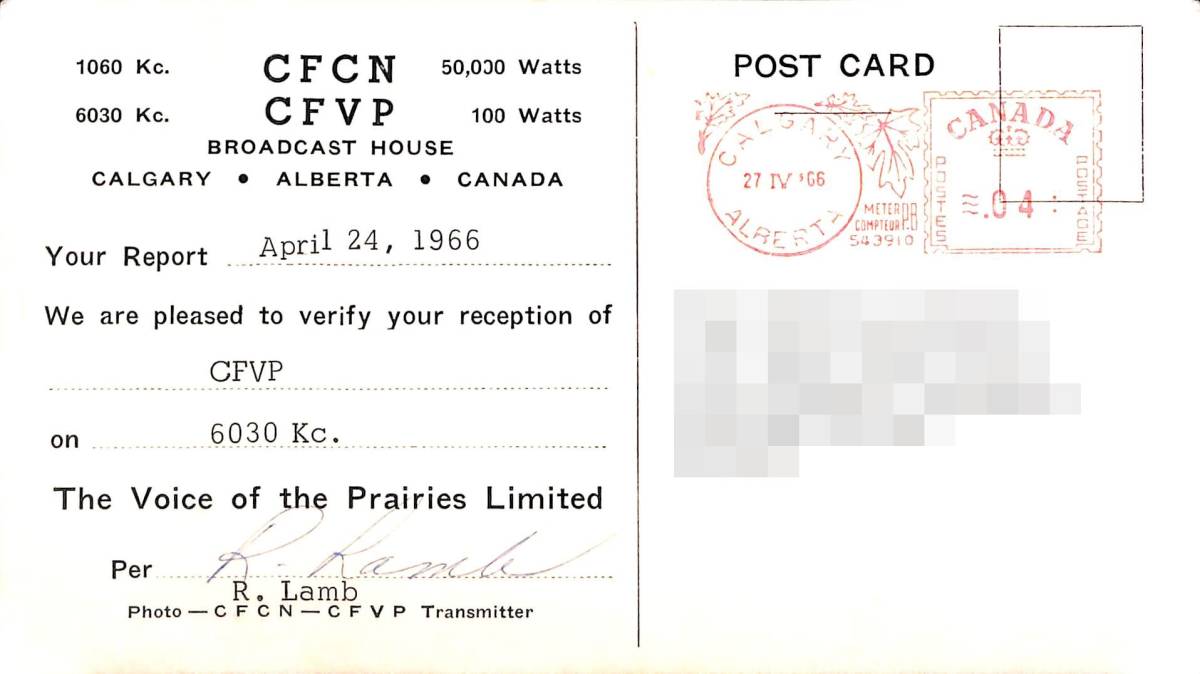 1060 Kc. CFCN 50,000 Watts
6030 Kc. CFVP 100 Watts
BROADCAST HOUSE
CALGARY • ALBERTA • CANADA
Your Report April 24, 1966
We are pleased to verify your reception of
CFVP
on 6030 Kc.
The Voice of the Prairies Limited
Per R. Lamb
R. Lamb
Photo — CFCN — CFVP Transmitter
POST CARD
CALGARY
27 IV '66
ALBERTA
METER P.B
COMPTEUR
543910
CANADA
POSTES
.04
POSTAGE